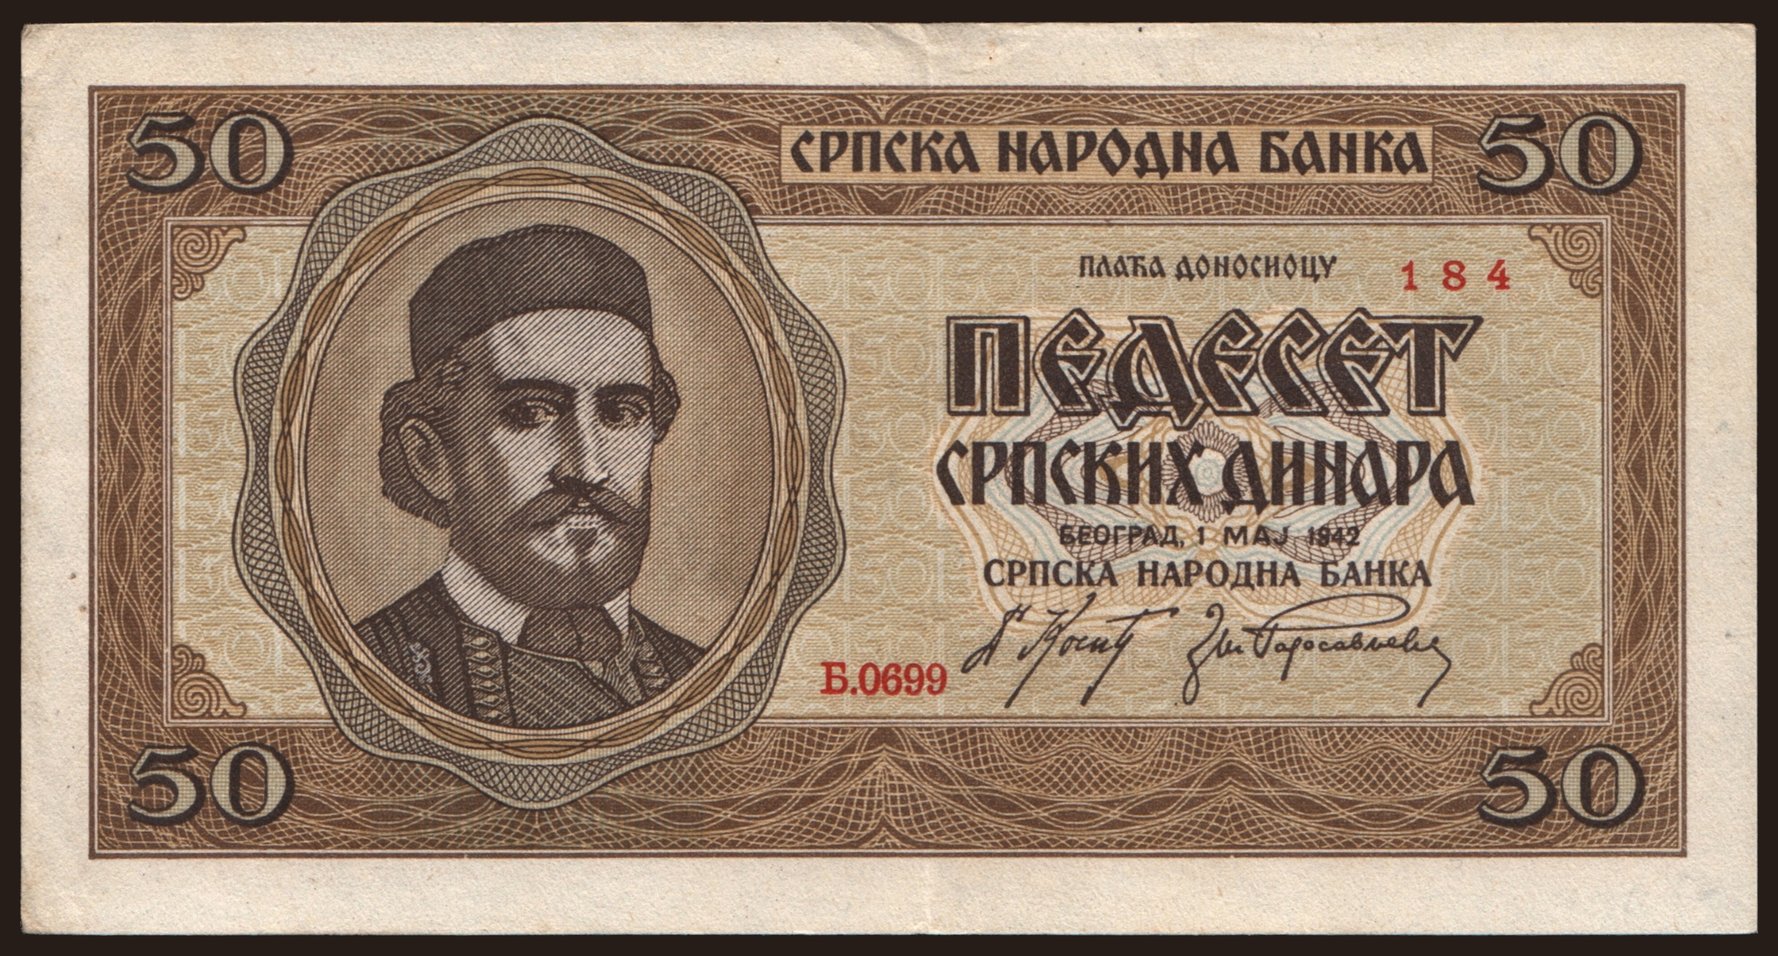 50 СРПСКА НАРОДНА БАНКА 50
ПЛАЋА ДОНОСИОЦУ 184
ПЕДЕСЕТ
СРПСКИХ ДИНАРА
БЕОГРАД, 1 МАЈ 1942
СРПСКА НАРОДНА БАНКА
Б.0699
50 50